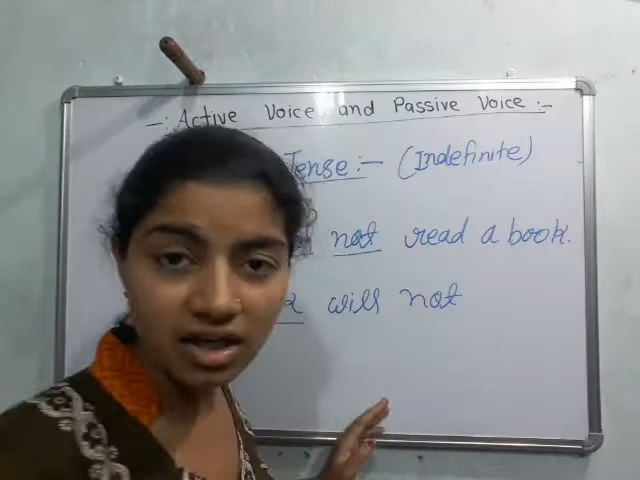 -: Active Voice and Passive Voice :-
Tense :- (Indefinite)
not read a book.
will not